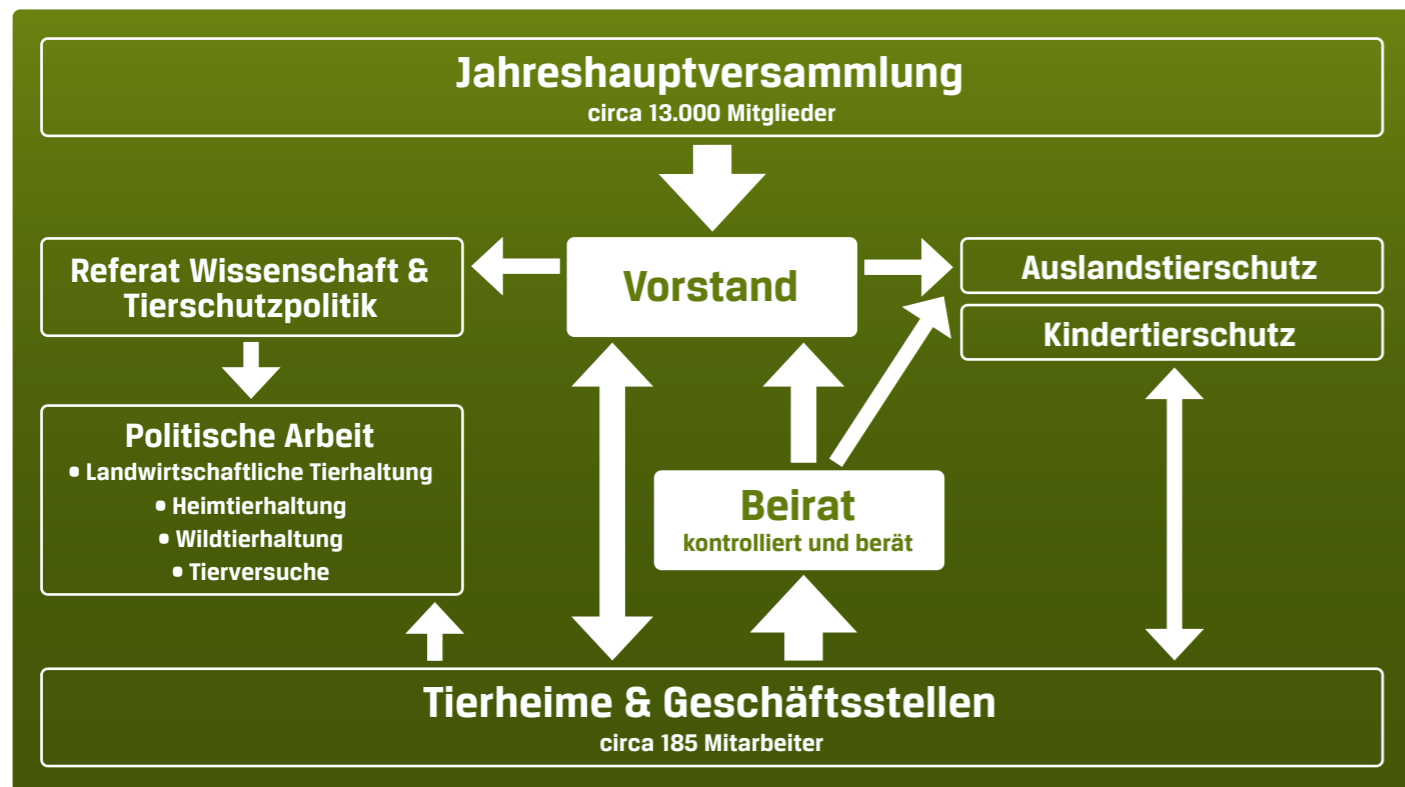 Jahreshauptversammlung
circa 13.000 Mitglieder
Referat Wissenschaft &
Tierschutzpolitik
Vorstand
Auslandstierschutz
Kindertierschutz
Politische Arbeit
• Landwirtschaftliche Tierhaltung
• Heimtierhaltung
• Wildtierhaltung
• Tierversuche
Beirat
kontrolliert und berät
Tierheime & Geschäftsstellen
circa 185 Mitarbeiter